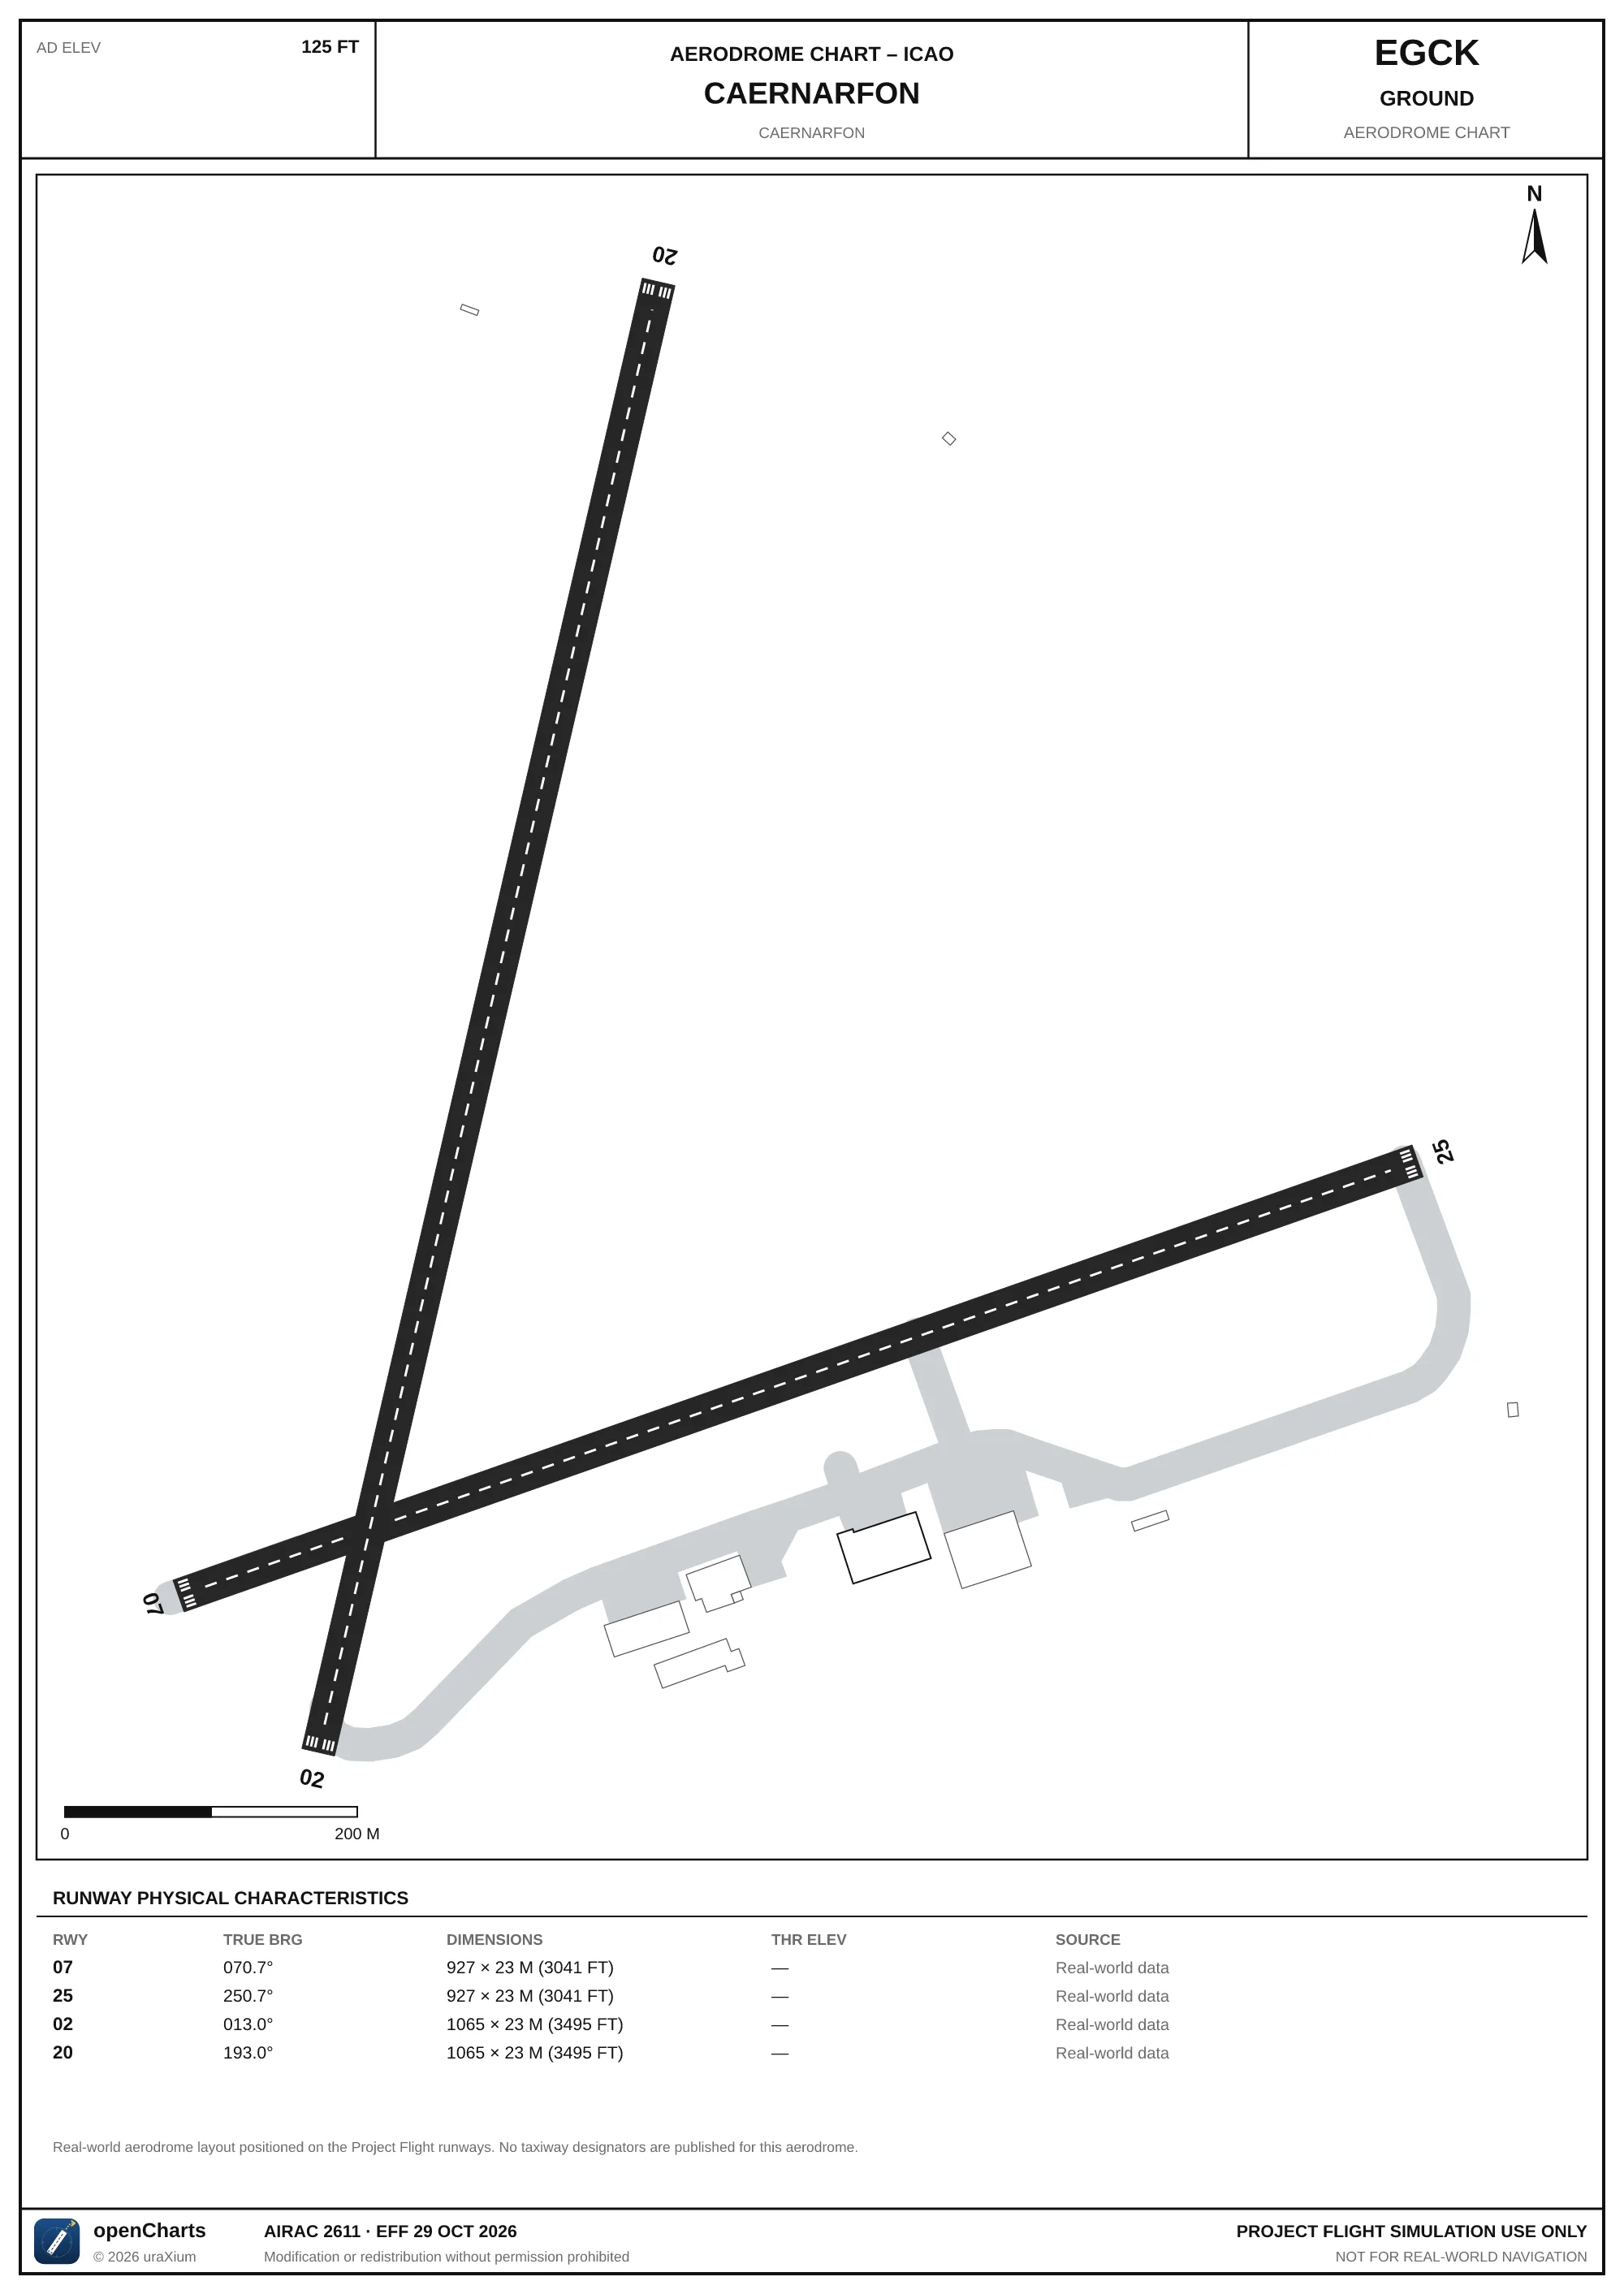 AD ELEV 125 FT
AERODROME CHART – ICAO
CAERNARFON
CAERNARFON
EGCK
GROUND
AERODROME CHART
N
20
25
07
02
0 200 M
RUNWAY PHYSICAL CHARACTERISTICS
RWY TRUE BRG DIMENSIONS THR ELEV SOURCE
07 070.7° 927 × 23 M (3041 FT) — Real-world data
25 250.7° 927 × 23 M (3041 FT) — Real-world data
02 013.0° 1065 × 23 M (3495 FT) — Real-world data
20 193.0° 1065 × 23 M (3495 FT) — Real-world data
Real-world aerodrome layout positioned on the Project Flight runways. No taxiway designators are published for this aerodrome.
openCharts
© 2026 uraXium
AIRAC 2611 · EFF 29 OCT 2026
Modification or redistribution without permission prohibited
PROJECT FLIGHT SIMULATION USE ONLY
NOT FOR REAL-WORLD NAVIGATION